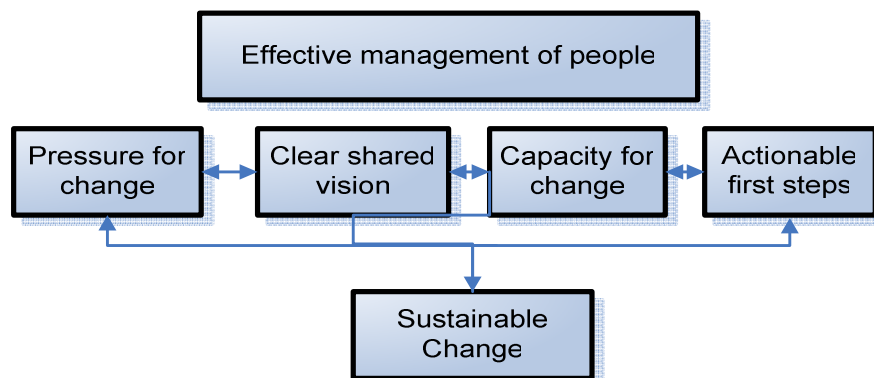 Effective management of people
Pressure for
change
Clear shared
vision
Capacity for
change
Actionable
first steps
Sustainable
Change